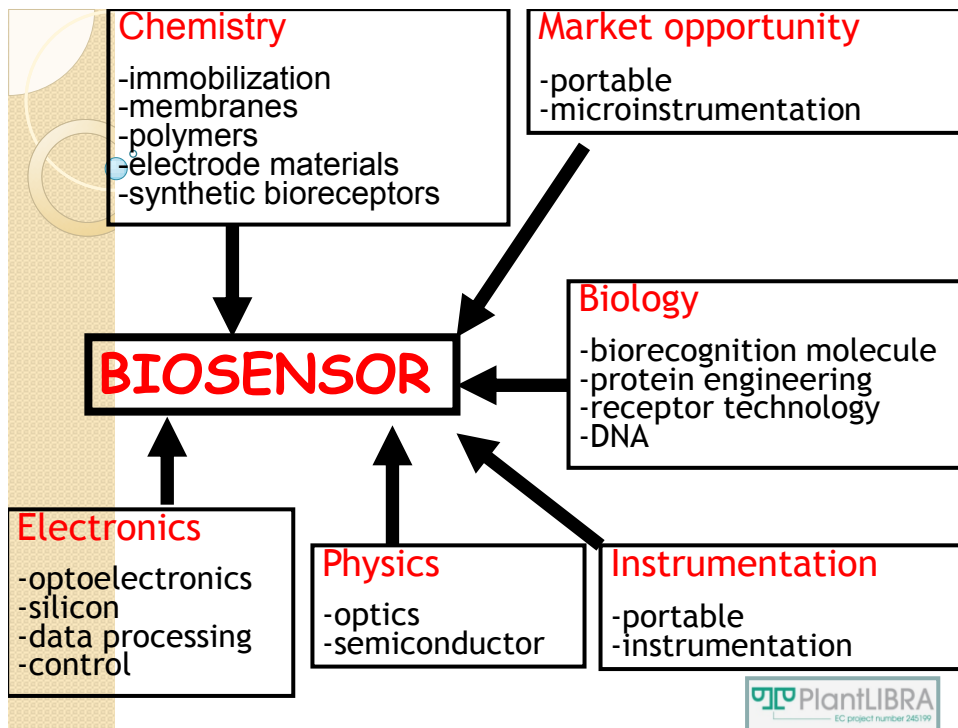 Chemistry
-immobilization
-membranes
-polymers
-electrode materials
-synthetic bioreceptors
Market opportunity
-portable
-microinstrumentation
Biology
-biorecognition molecule
-protein engineering
-receptor technology
-DNA
BIOSENSOR
Electronics
-optoelectronics
-silicon
-data processing
-control
Physics
-optics
-semiconductor
Instrumentation
-portable
-instrumentation
PlantLIBRA
EC project number 245199